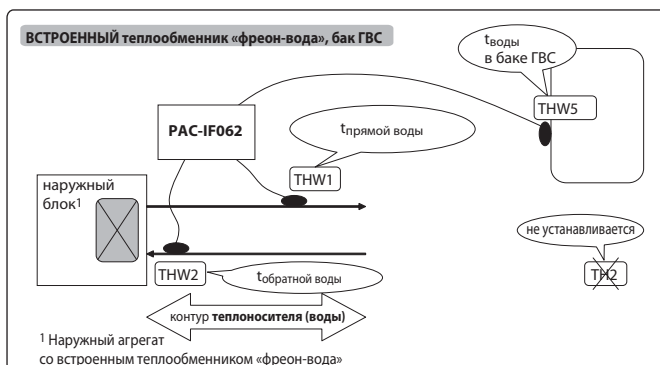 ВСТРОЕННЫЙ теплообменник «фреон-вода», бак ГВС
tводы
в баке ГВС
THW5
PAC-IF062
tпрямой воды
THW1
наружный
блок1
не устанавливается
TH2
THW2
tобратной воды
контур теплоносителя (воды)
1 Наружный агрегат
со встроенным теплообменником «фреон-вода»